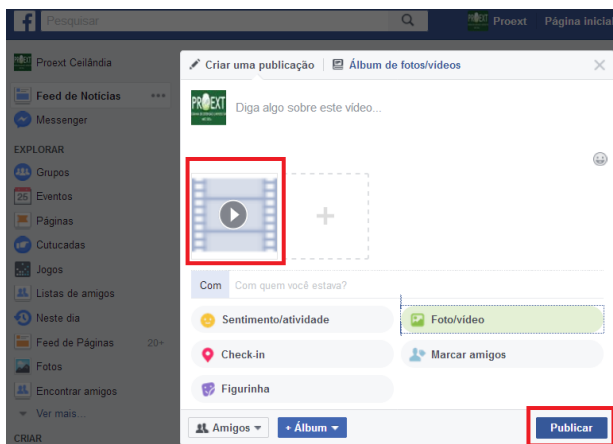 Pesquisar
Proext
Página inicial
Proext Ceilândia
Feed de Notícias
Messenger
EXPLORAR
Grupos
25
Eventos
Páginas
Cutucadas
Jogos
Listas de amigos
Neste dia
Feed de Páginas 20+
Fotos
Encontrar amigos
Ver mais...
CRIAR
Criar uma publicação
Álbum de fotos/vídeos
PROEXT
Diga algo sobre este vídeo...
Com Com quem você estava?
Sentimento/atividade
Foto/vídeo
Check-in
Marcar amigos
Figurinha
Amigos
+ Álbum
Publicar